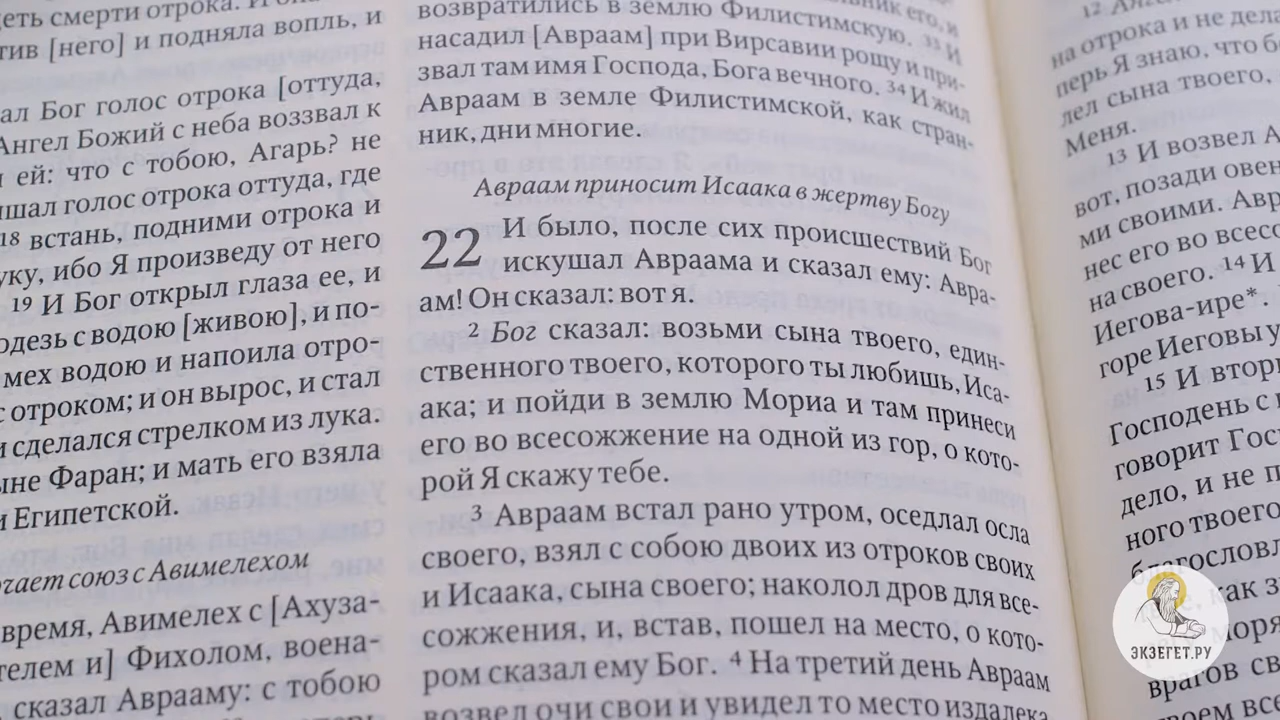 еть смерти отрока.
тив [него] и подняла вопль, и
ал Бог голос отрока [оттуда,
Ангел Божий с неба воззвал к
ей: что с тобою, Агарь? не
шал голос отрока оттуда, где
18 встань, подними отрока и
уку, ибо Я произведу от него
19 И Бог открыл глаза ее, и
одезь с водою [живою], и по-
мех водою и напоила отро-
с отроком; и он вырос, и стал
и сделался стрелком из лука.
ыне Фаран; и мать его взяла
и Египетской.
ючает союз с Авимелехом
время, Авимелех с [Ахуза-
телем и] Фихолом, воена-
сказал Аврааму: с тобою
возвратились в землю Филистимскую. 33 И
насадил [Авраам] при Вирсавии рощу и при-
звал там имя Господа, Бога вечного. 34 И жил
Авраам в земле Филистимской, как стран-
ник, дни многие.
Авраам приносит Исаака в жертву Богу
22 И было, после сих происшествий Бог
искушал Авраама и сказал ему: Авра-
ам! Он сказал: вот я.
2 Бог сказал: возьми сына твоего, един-
ственного твоего, которого ты любишь, Иса-
ака; и пойди в землю Мориа и там принеси
его во всесожжение на одной из гор, о кото-
рой Я скажу тебе.
3 Авраам встал рано утром, оседлал осла
своего, взял с собою двоих из отроков своих
и Исаака, сына своего; наколол дров для все-
сожжения, и, встав, пошел на место, о кото-
ром сказал ему Бог. 4 На третий день Авраам
возвел очи свои и увидел то место издалека
12
на отрока и не дела
перь Я знаю, что б
лел сына твоего,
Меня.
13 И возвел А
вот, позади овен
ми своими. Авр
нес его во всесо
на своего. 14 И
Иегова-ире*.
горе Иеговы у
15 И втори
Господень с
говорит Гос
дело, и не п
ного твоего
благословл
как з
моря
врагов св
ЭКЗЕГЕТ.РУ